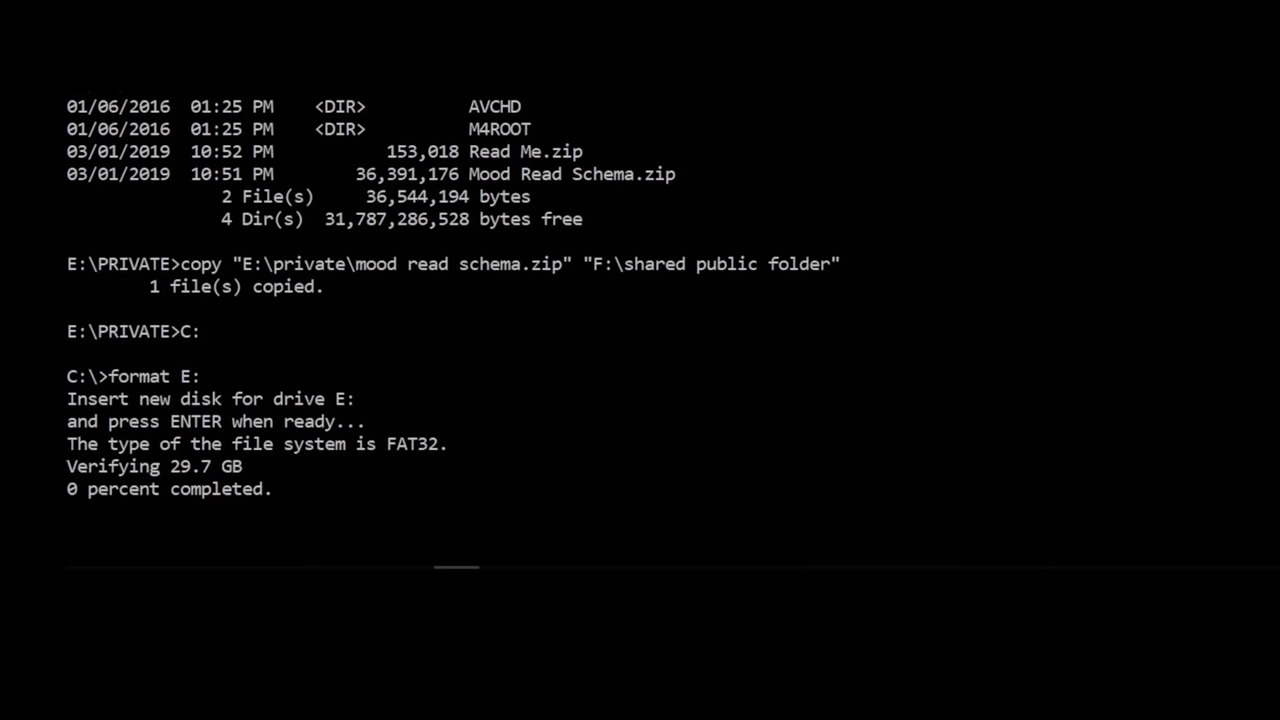 01/06/2016 01:25 PM <DIR> AVCHD
01/06/2016 01:25 PM <DIR> M4ROOT
03/01/2019 10:52 PM 153,018 Read Me.zip
03/01/2019 10:51 PM 36,391,176 Mood Read Schema.zip
2 File(s) 36,544,194 bytes
4 Dir(s) 31,787,286,528 bytes free
E:\PRIVATE>copy "E:\private\mood read schema.zip" "F:\shared public folder"
1 file(s) copied.
E:\PRIVATE>C:
C:\>format E:
Insert new disk for drive E:
and press ENTER when ready...
The type of the file system is FAT32.
Verifying 29.7 GB
0 percent completed.